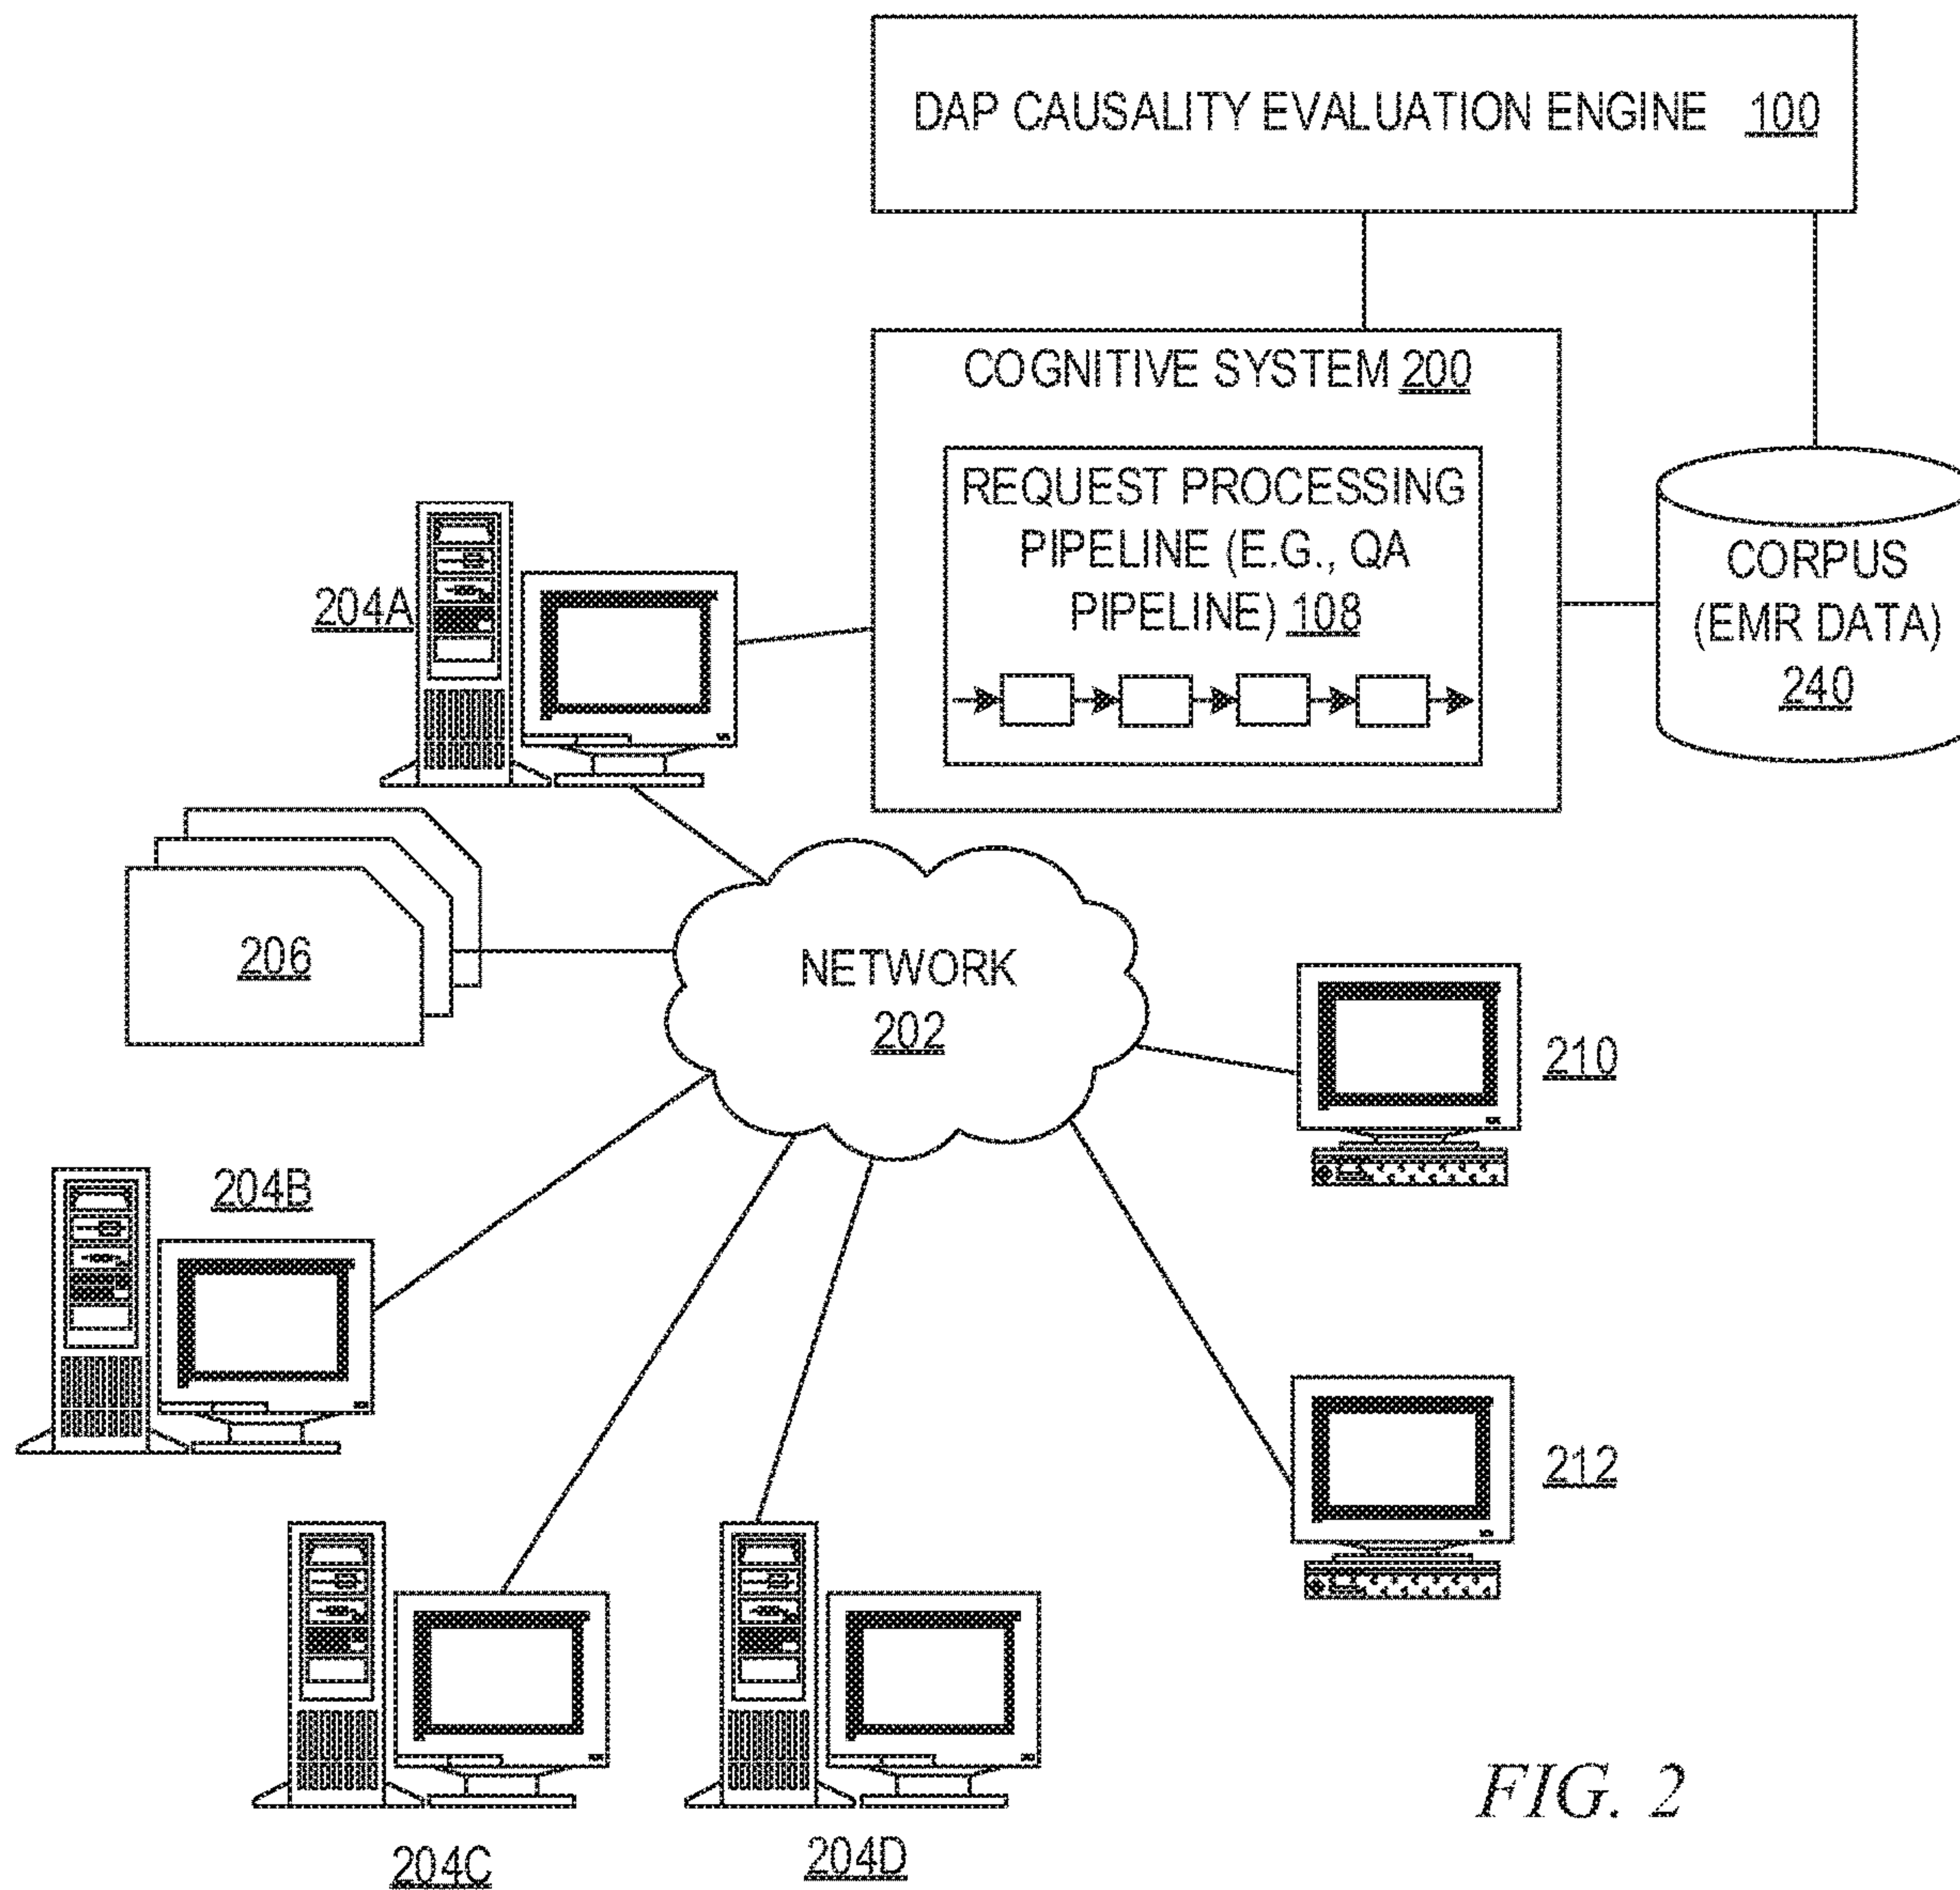 DAP CAUSALITY EVALUATION ENGINE 100
COGNITIVE SYSTEM 200
REQUEST PROCESSING
PIPELINE (E.G., QA
PIPELINE) 108
CORPUS
(EMR DATA)
240
204A
206
NETWORK
202
210
204B
212
204C
204D
FIG. 2